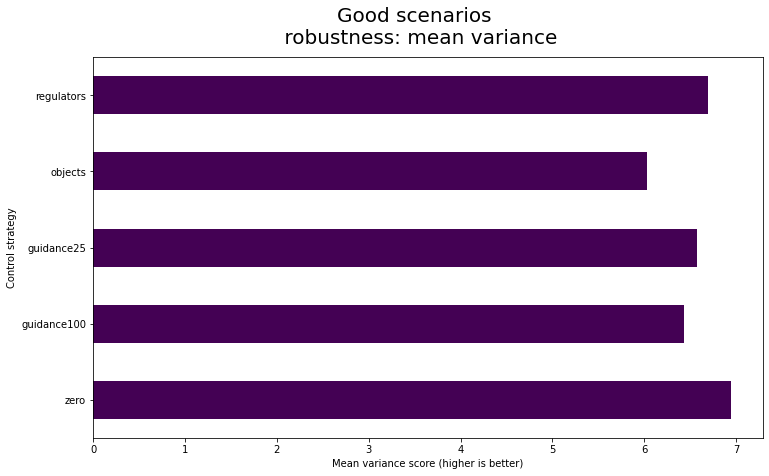 Good scenarios
robustness: mean variance
Control strategy
regulators
objects
guidance25
guidance100
zero
0 1 2 3 4 5 6 7
Mean variance score (higher is better)